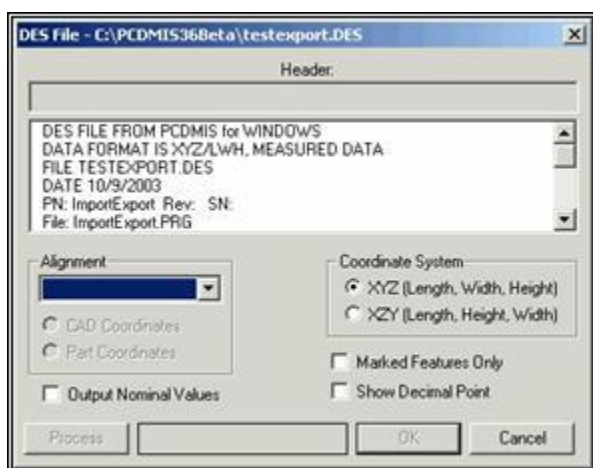 DES File - C:\PCDMIS36Beta\testexport.DES
Header:
DES FILE FROM PCDMIS for WINDOWS
DATA FORMAT IS XYZ/LWH, MEASURED DATA
FILE TESTEXPORT.DES
DATE 10/9/2003
PN: ImportExport Rev: SN:
File: ImportExport.PRG
Alignment
CAD Coordinates
Part Coordinates
Output Nominal Values
Coordinate System
XYZ (Length, Width, Height)
XZY (Length, Height, Width)
Marked Features Only
Show Decimal Point
Process
OK
Cancel